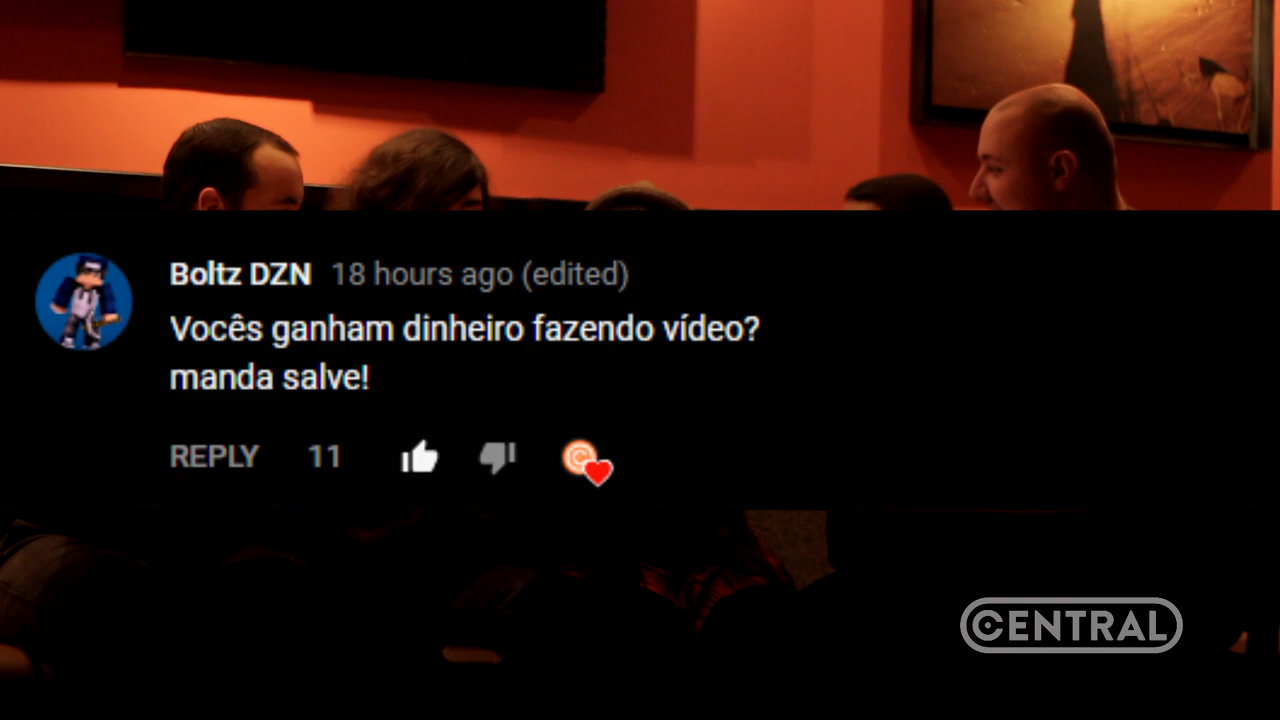 Boltz DZN 18 hours ago (edited)
Vocês ganham dinheiro fazendo vídeo?
manda salve!
REPLY 11
CENTRAL